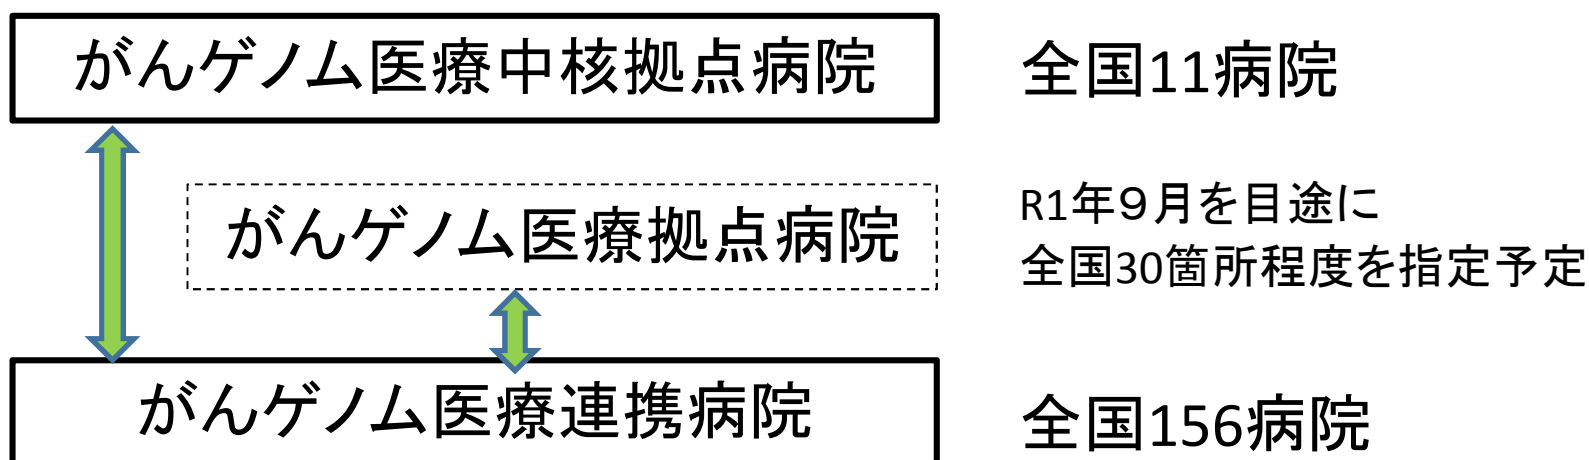 がんゲノム医療中核拠点病院
全国11病院
がんゲノム医療拠点病院
R1年９月を目途に
全国30箇所程度を指定予定
がんゲノム医療連携病院
全国156病院